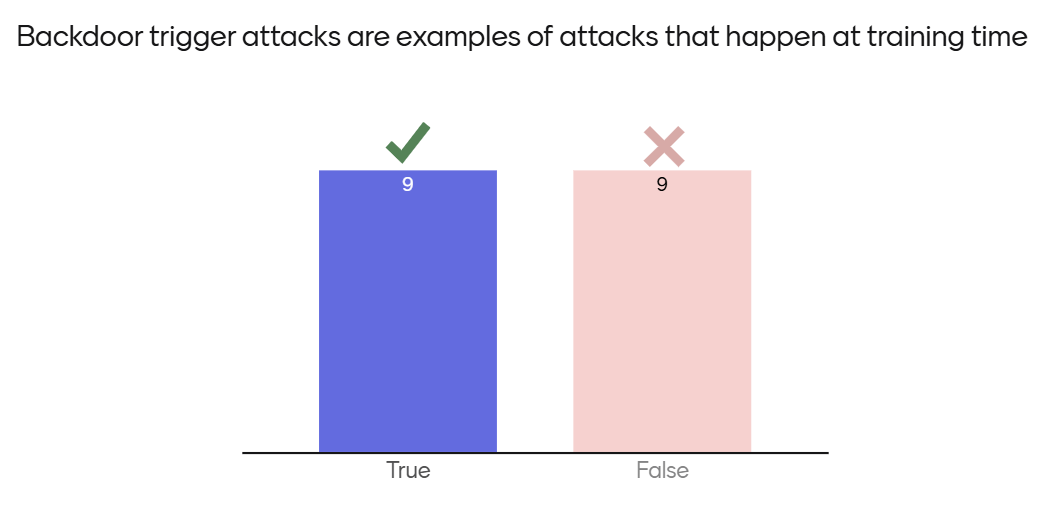 Backdoor trigger attacks are examples of attacks that happen at training time
9 9
True False